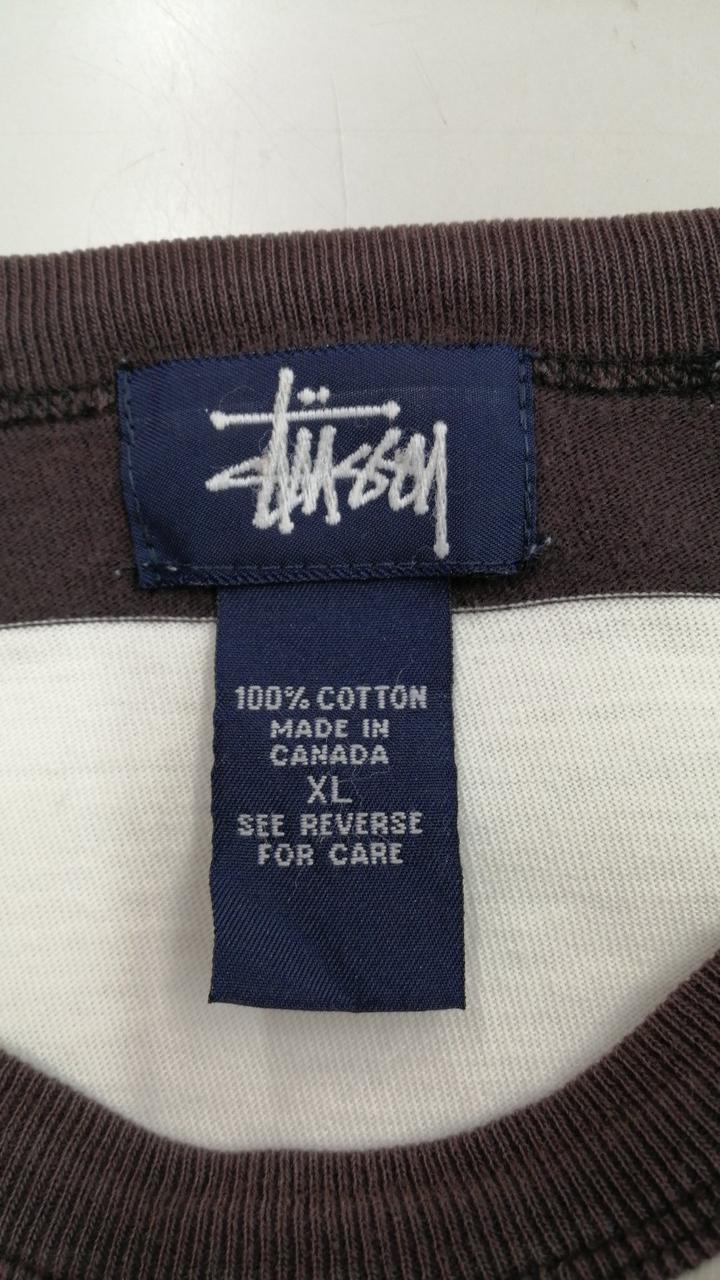 Stüssy
100% COTTON
MADE IN
CANADA
XL
SEE REVERSE
FOR CARE